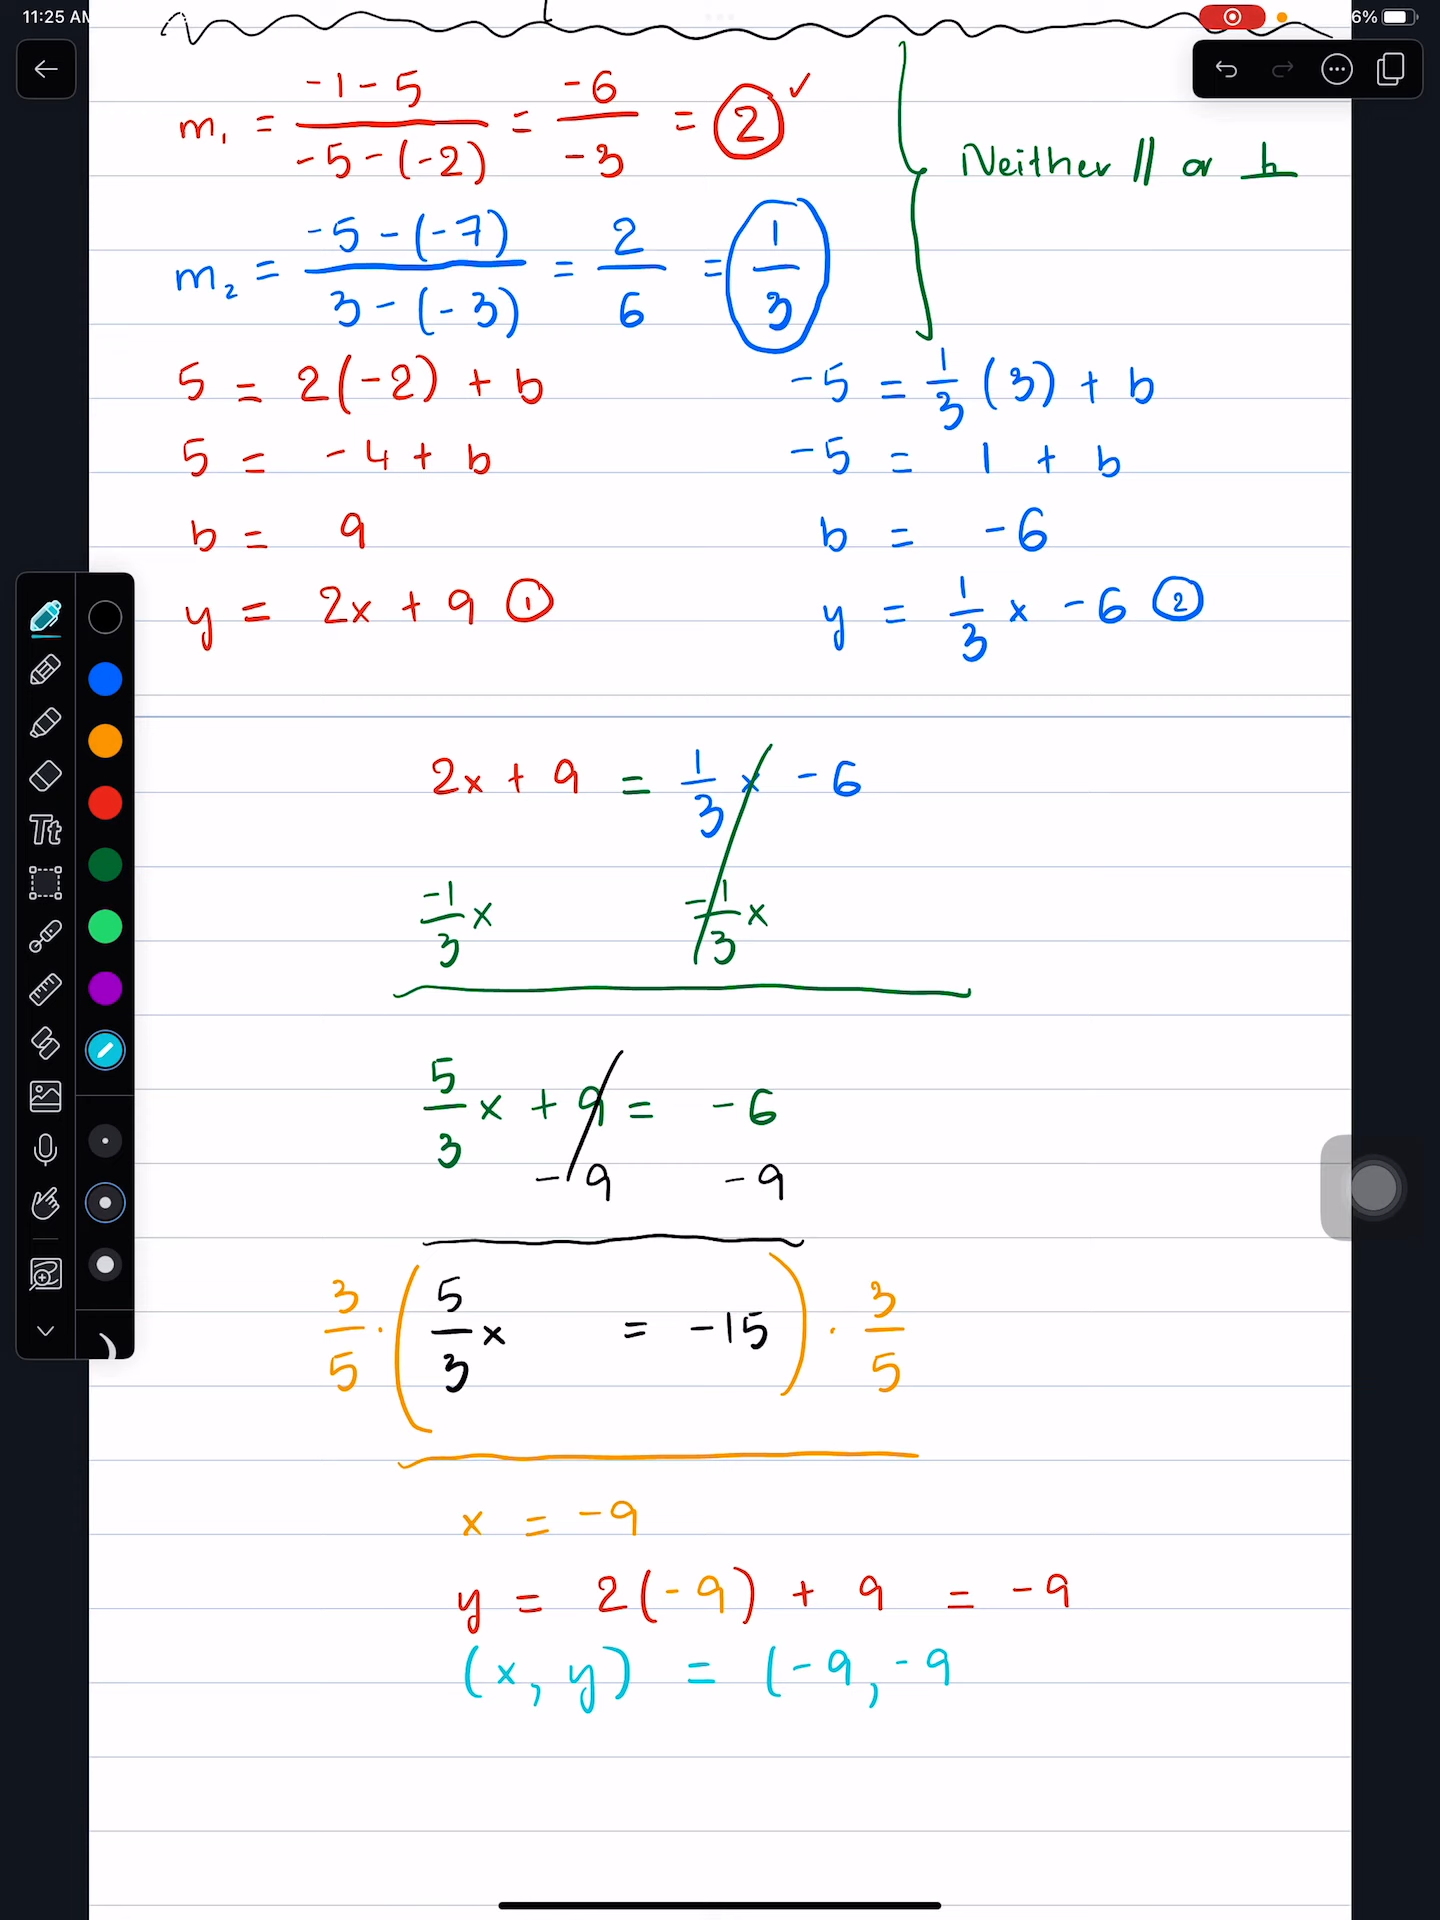 11:25 AM
6%
m₁ = (-1-5)/(-5-(-2)) = -6/-3 = 2 ✓
Neither || or ⊥
m₂ = (-5-(-7))/(3-(-3)) = 2/6 = 1/3
5 = 2(-2) + b
-5 = 1/3 (3) + b
5 = -4 + b
-5 = 1 + b
b = 9
b = -6
y = 2x + 9 ①
y = 1/3 x - 6 ②
Tt
2x + 9 = 1/3 x - 6
-1/3 x -1/3 x
5/3 x + 9 = -6
-9 -9
3/5 · ( 5/3 x = -15 ) · 3/5
x = -9
y = 2(-9) + 9 = -9
(x, y) = (-9, -9